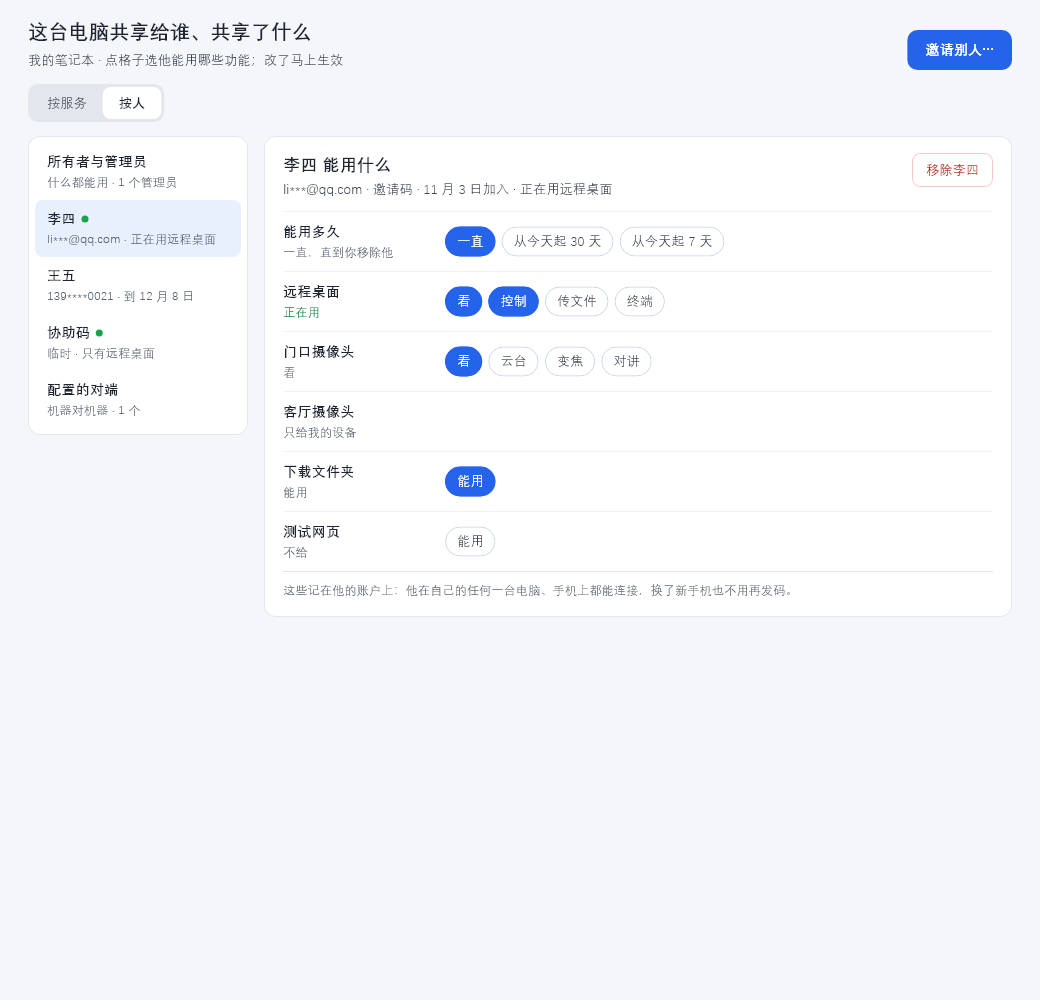 这台电脑共享给谁、共享了什么
我的笔记本 · 点格子选他能用哪些功能；改了马上生效
邀请别人…
按服务
按人
所有者与管理员
什么都能用 · 1 个管理员
李四
li***@qq.com · 正在用远程桌面
王五
139****0021 · 到 12 月 8 日
协助码
临时 · 只有远程桌面
配置的对端
机器对机器 · 1 个
李四 能用什么
li***@qq.com · 邀请码 · 11 月 3 日加入 · 正在用远程桌面
移除李四
能用多久
一直，直到你移除他
一直
从今天起 30 天
从今天起 7 天
远程桌面
正在用
看
控制
传文件
终端
门口摄像头
看
看
云台
变焦
对讲
客厅摄像头
只给我的设备
下载文件夹
能用
能用
测试网页
不给
能用
这些记在他的账户上：他在自己的任何一台电脑、手机上都能连接，换了新手机也不用再发码。